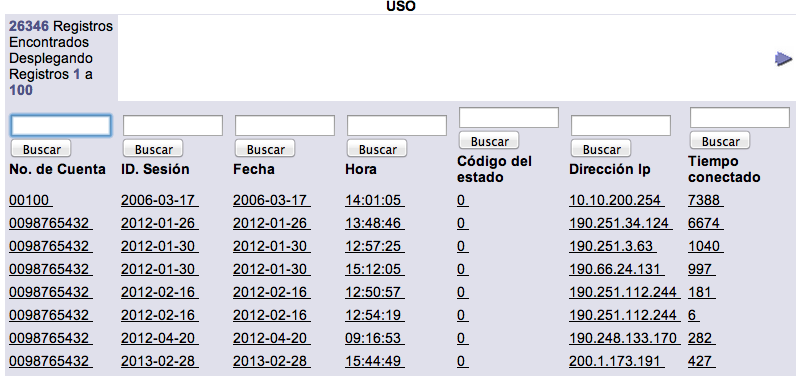 USO
26346 Registros
Encontrados
Desplegando
Registros 1 a
100
Buscar Buscar Buscar Buscar Buscar Buscar Buscar
No. de Cuenta ID. Sesión Fecha Hora Código del estado Dirección Ip Tiempo conectado
00100 2006-03-17 2006-03-17 14:01:05 0 10.10.200.254 7388
0098765432 2012-01-26 2012-01-26 13:48:46 0 190.251.34.124 6674
0098765432 2012-01-30 2012-01-30 12:57:25 0 190.251.3.63 1040
0098765432 2012-01-30 2012-01-30 15:12:05 0 190.66.24.131 997
0098765432 2012-02-16 2012-02-16 12:50:57 0 190.251.112.244 181
0098765432 2012-02-16 2012-02-16 12:54:19 0 190.251.112.244 6
0098765432 2012-04-20 2012-04-20 09:16:53 0 190.248.133.170 282
0098765432 2013-02-28 2013-02-28 15:44:49 0 200.1.173.191 427